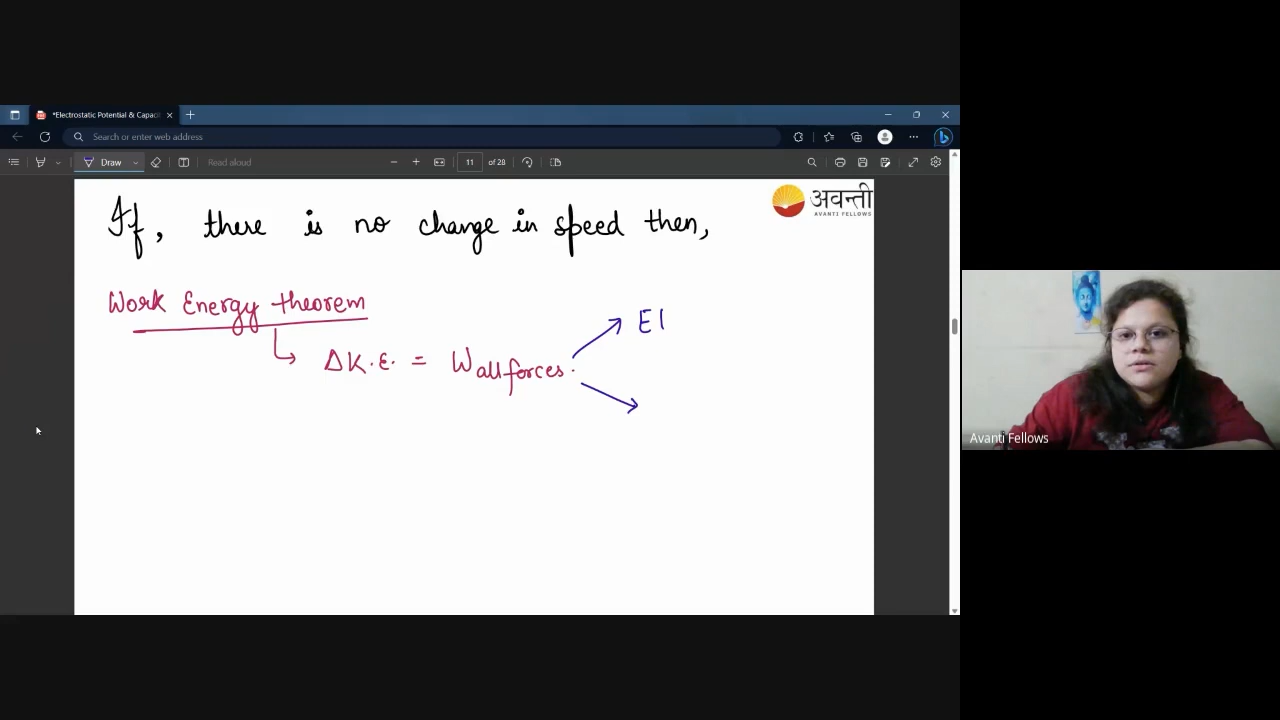 *Electrostatic Potential & Capaci
Search or enter web address
Draw
Read aloud
11 of 28
अवन्ती
AVANTI FELLOWS
If, there is no change in speed then,
Work Energy theorem
ΔK.E. = Wall forces.
El
Avanti Fellows